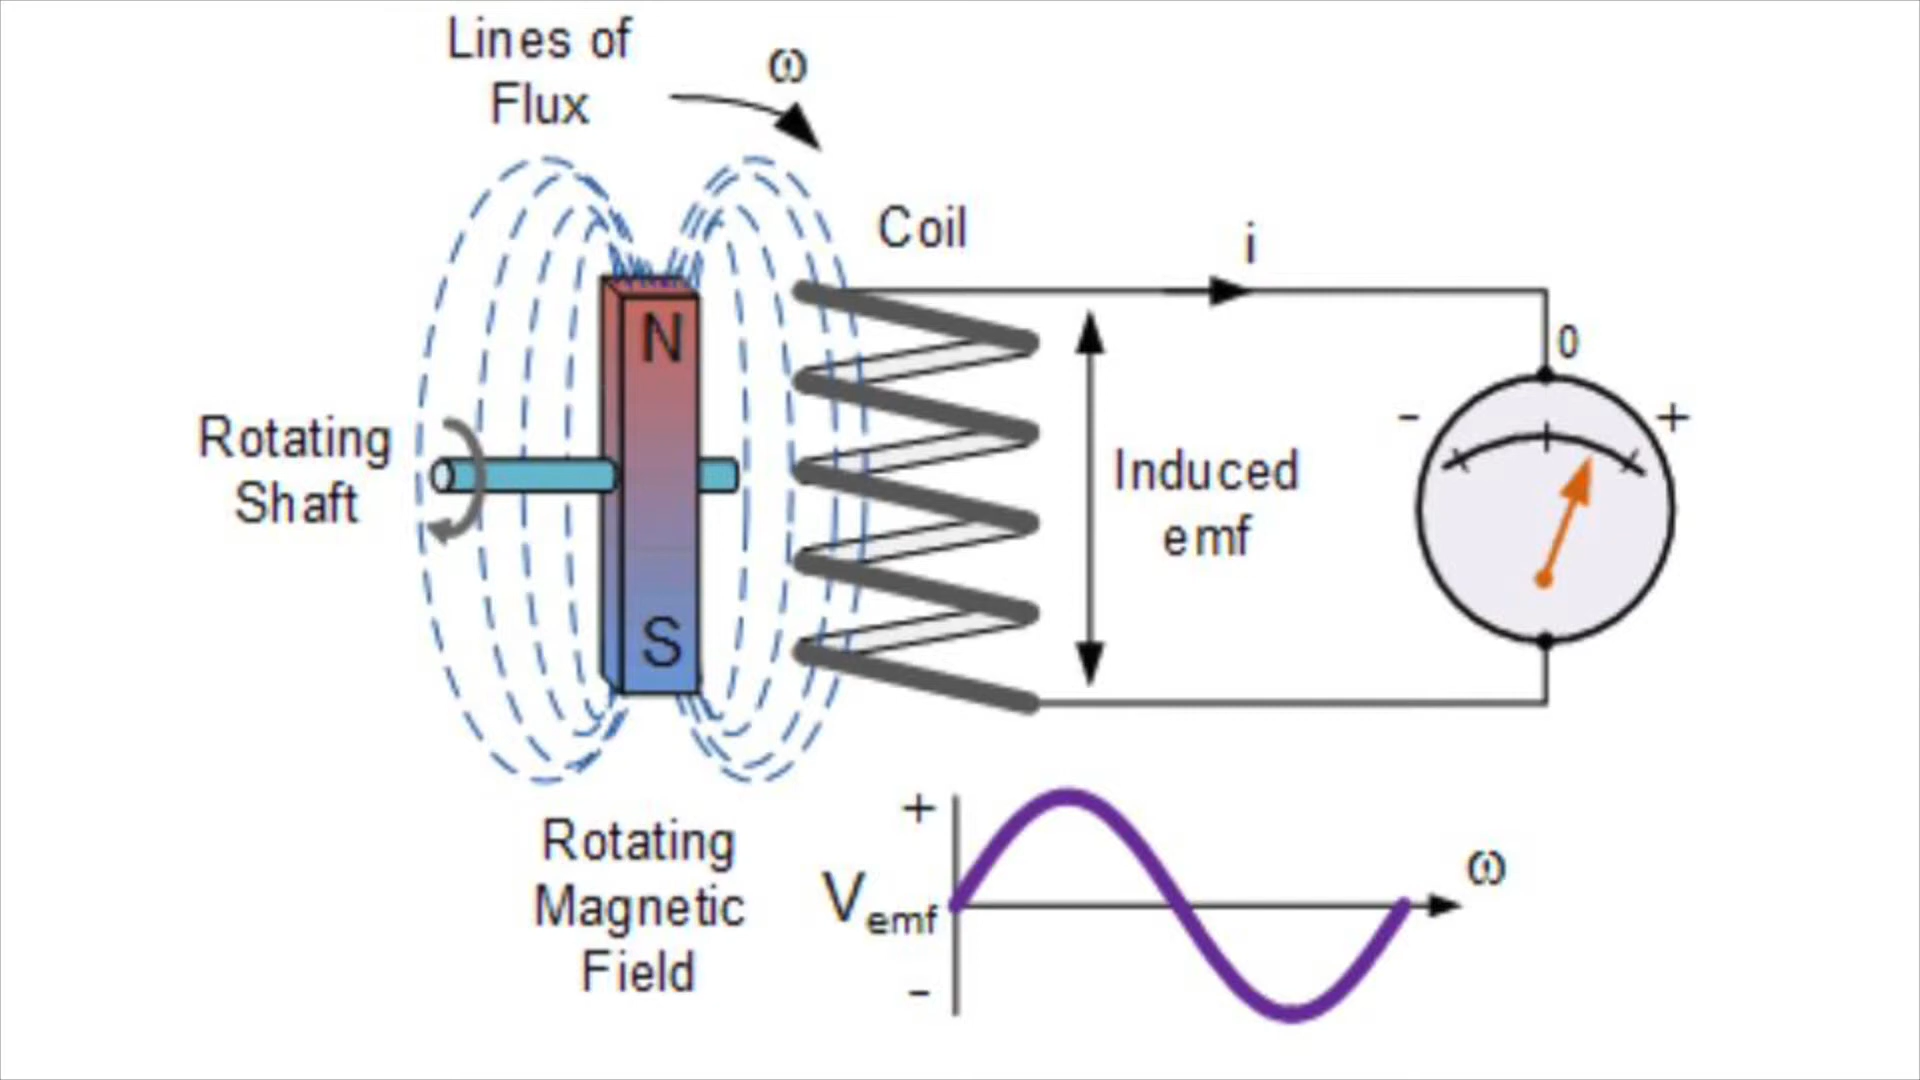 Lines of
Flux
ω
Coil
i
N
0
-
+
Rotating
Shaft
Induced
emf
S
Rotating
Magnetic
Field
+
Vemf
-
ω